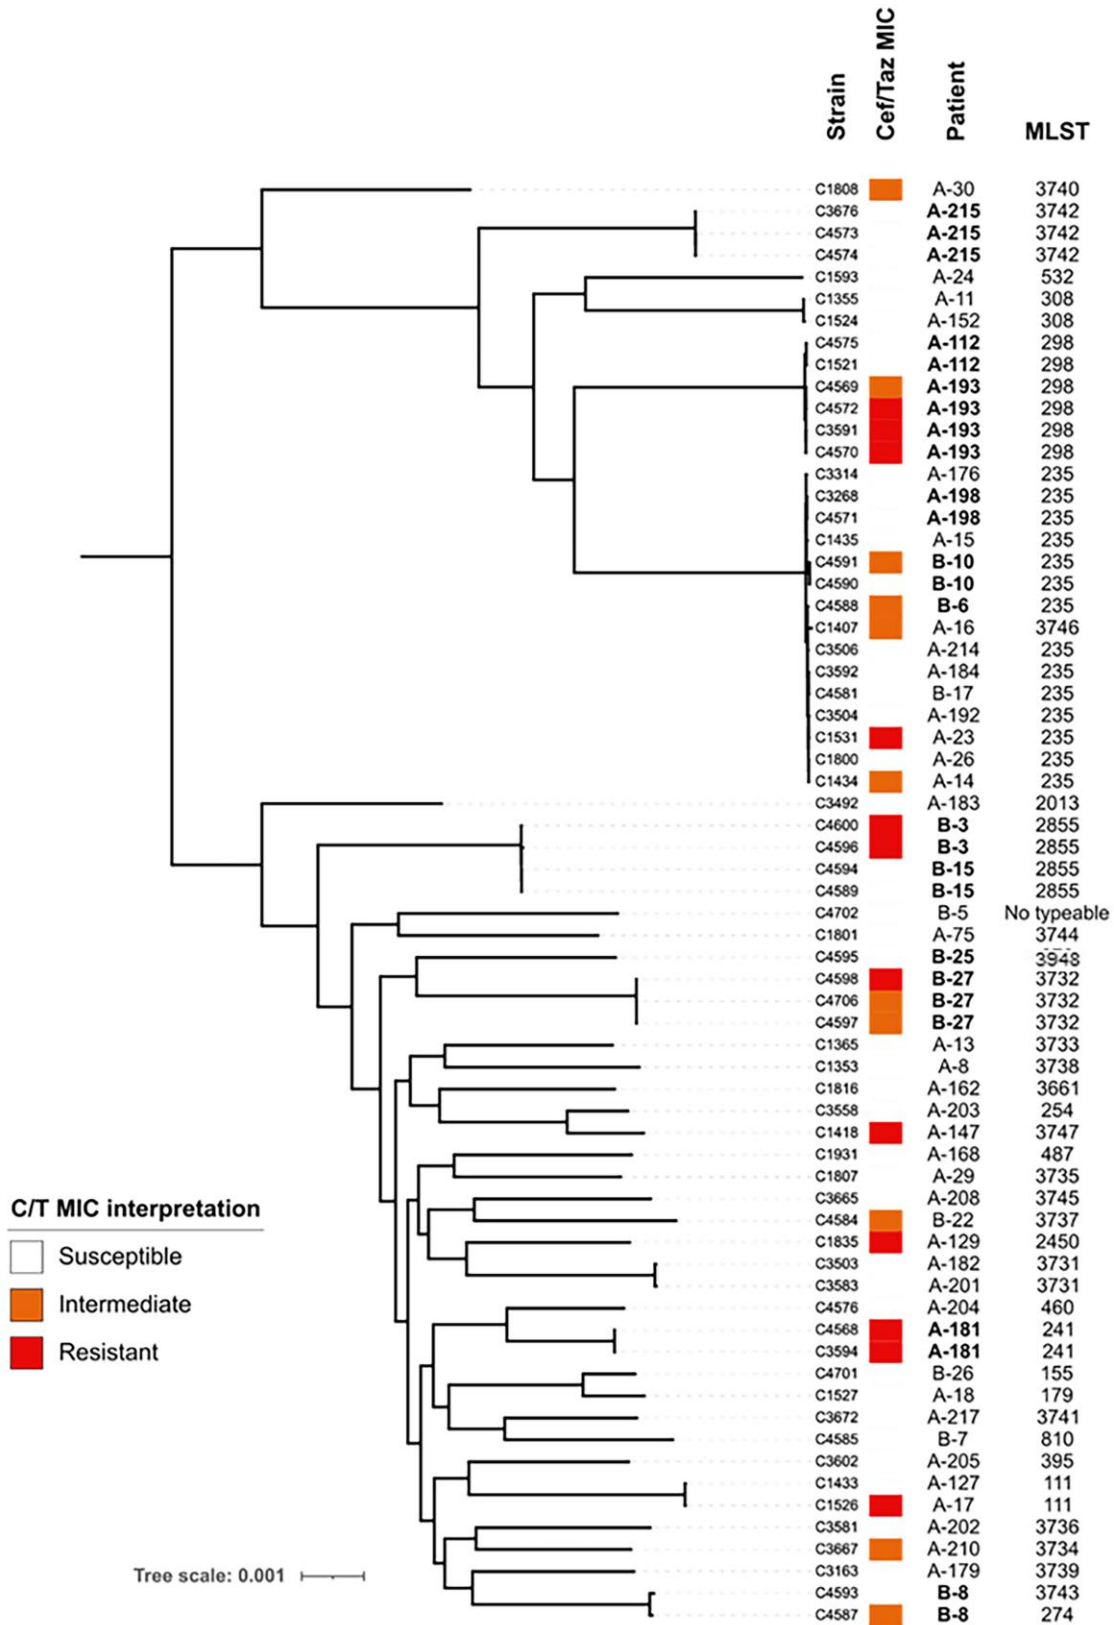 Strain Cef/Taz MIC Patient MLST
C1808 A-30 3740
C3676 A-215 3742
C4573 A-215 3742
C4574 A-215 3742
C1593 A-24 532
C1355 A-11 308
C1524 A-152 308
C4575 A-112 298
C1521 A-112 298
C4569 A-193 298
C4572 A-193 298
C3591 A-193 298
C4570 A-193 298
C3314 A-176 235
C3268 A-198 235
C4571 A-198 235
C1435 A-15 235
C4591 B-10 235
C4590 B-10 235
C4588 B-6 235
C1407 A-16 3746
C3506 A-214 235
C3592 A-184 235
C4581 B-17 235
C3504 A-192 235
C1531 A-23 235
C1800 A-26 235
C1434 A-14 235
C3492 A-183 2013
C4600 B-3 2855
C4596 B-3 2855
C4594 B-15 2855
C4589 B-15 2855
C4702 B-5 No typeable
C1801 A-75 3744
C4595 B-25 3948
C4598 B-27 3732
C4706 B-27 3732
C4597 B-27 3732
C1365 A-13 3733
C1353 A-8 3738
C1816 A-162 3661
C3558 A-203 254
C1418 A-147 3747
C1931 A-168 487
C1807 A-29 3735
C3665 A-208 3745
C4584 B-22 3737
C1835 A-129 2450
C3503 A-182 3731
C3583 A-201 3731
C4576 A-204 460
C4568 A-181 241
C3594 A-181 241
C4701 B-26 155
C1527 A-18 179
C3672 A-217 3741
C4585 B-7 810
C3602 A-205 395
C1433 A-127 111
C1526 A-17 111
C3581 A-202 3736
C3667 A-210 3734
C3163 A-179 3739
C4593 B-8 3743
C4587 B-8 274
C/T MIC interpretation
Susceptible
Intermediate
Resistant
Tree scale: 0.001